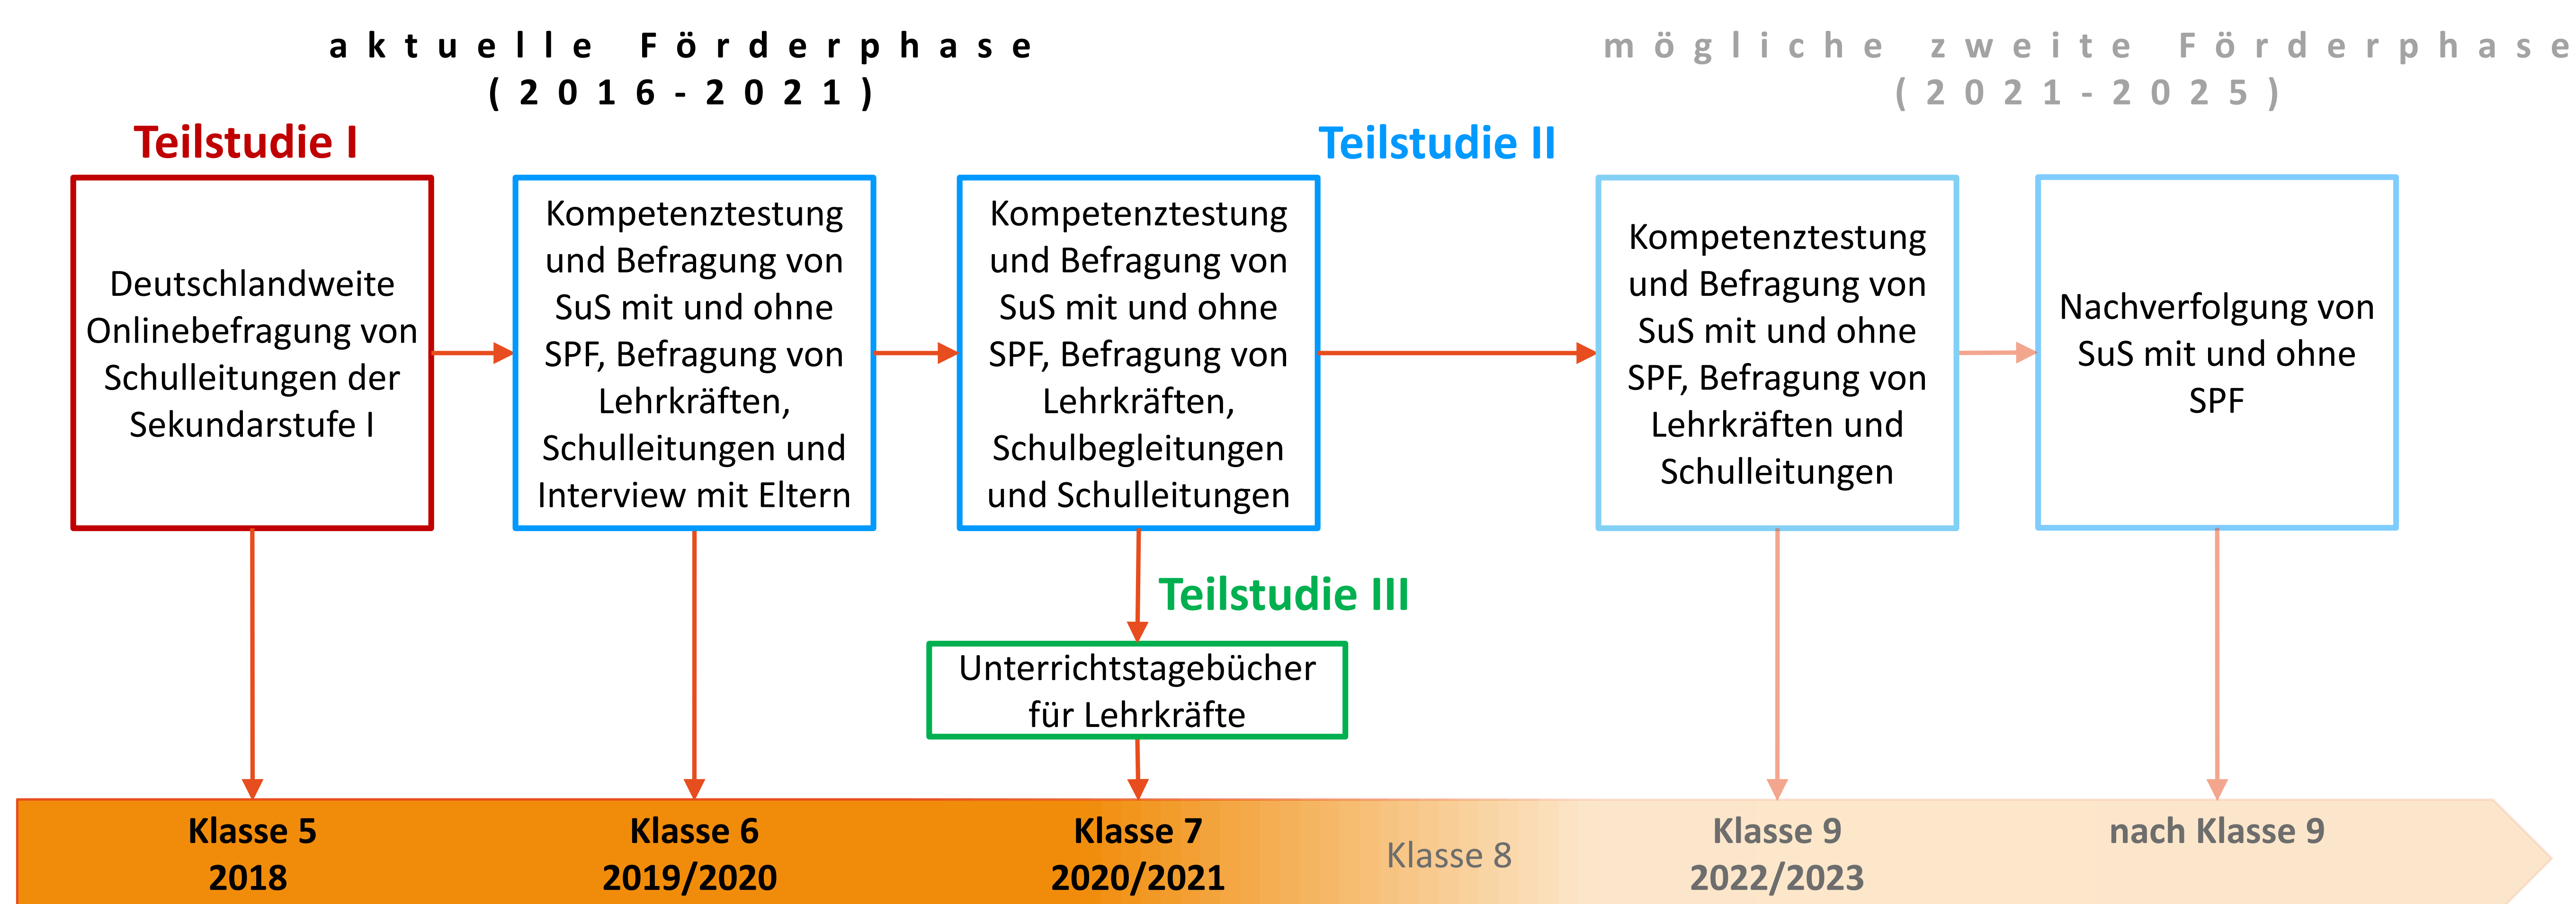 aktuelle Förderphase
(2016-2021)
mögliche zweite Förderphase
(2021-2025)
Teilstudie I
Teilstudie II
Deutschlandweite
Onlinebefragung von
Schulleitungen der
Sekundarstufe I
Kompetenztestung
und Befragung von
SuS mit und ohne
SPF, Befragung von
Lehrkräften,
Schulleitungen und
Interview mit Eltern
Kompetenztestung
und Befragung von
SuS mit und ohne
SPF, Befragung von
Lehrkräften,
Schulbegleitungen
und Schulleitungen
Kompetenztestung
und Befragung von
SuS mit und ohne
SPF, Befragung von
Lehrkräften und
Schulleitungen
Nachverfolgung von
SuS mit und ohne
SPF
Teilstudie III
Unterrichtstagebücher
für Lehrkräfte
Klasse 5
2018
Klasse 6
2019/2020
Klasse 7
2020/2021
Klasse 8
Klasse 9
2022/2023
nach Klasse 9